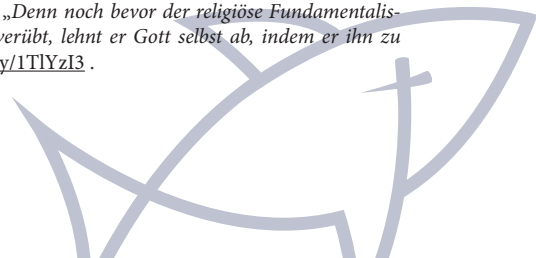 „Denn noch bevor der religiöse Fundamentalis-
verübt, lehnt er Gott selbst ab, indem er ihn zu
y/1TlYzI3 .